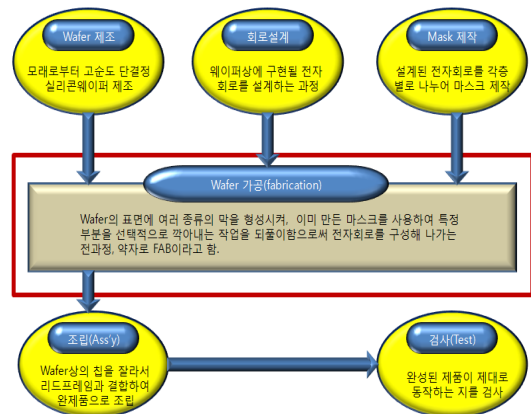 Wafer 제조
모래로부터 고순도 단결정
실리콘웨이퍼 제조
회로설계
웨이퍼상에 구현될 전자
회로를 설계하는 과정
Mask 제작
설계된 전자회로를 각층
별로 나누어 마스크 제작
Wafer 가공(fabrication)
Wafer의 표면에 여러 종류의 막을 형성시켜, 이미 만든 마스크를 사용하여 특정
부분을 선택적으로 깍아내는 작업을 되풀이함으로써 전자회로를 구성해 나가는
전과정, 약자로 FAB이라고 함.
조립(Ass'y)
Wafer상의 칩을 잘라서
리드프레임과 결합하여
완제품으로 조립
검사(Test)
완성된 제품이 제대로
동작하는 지를 검사